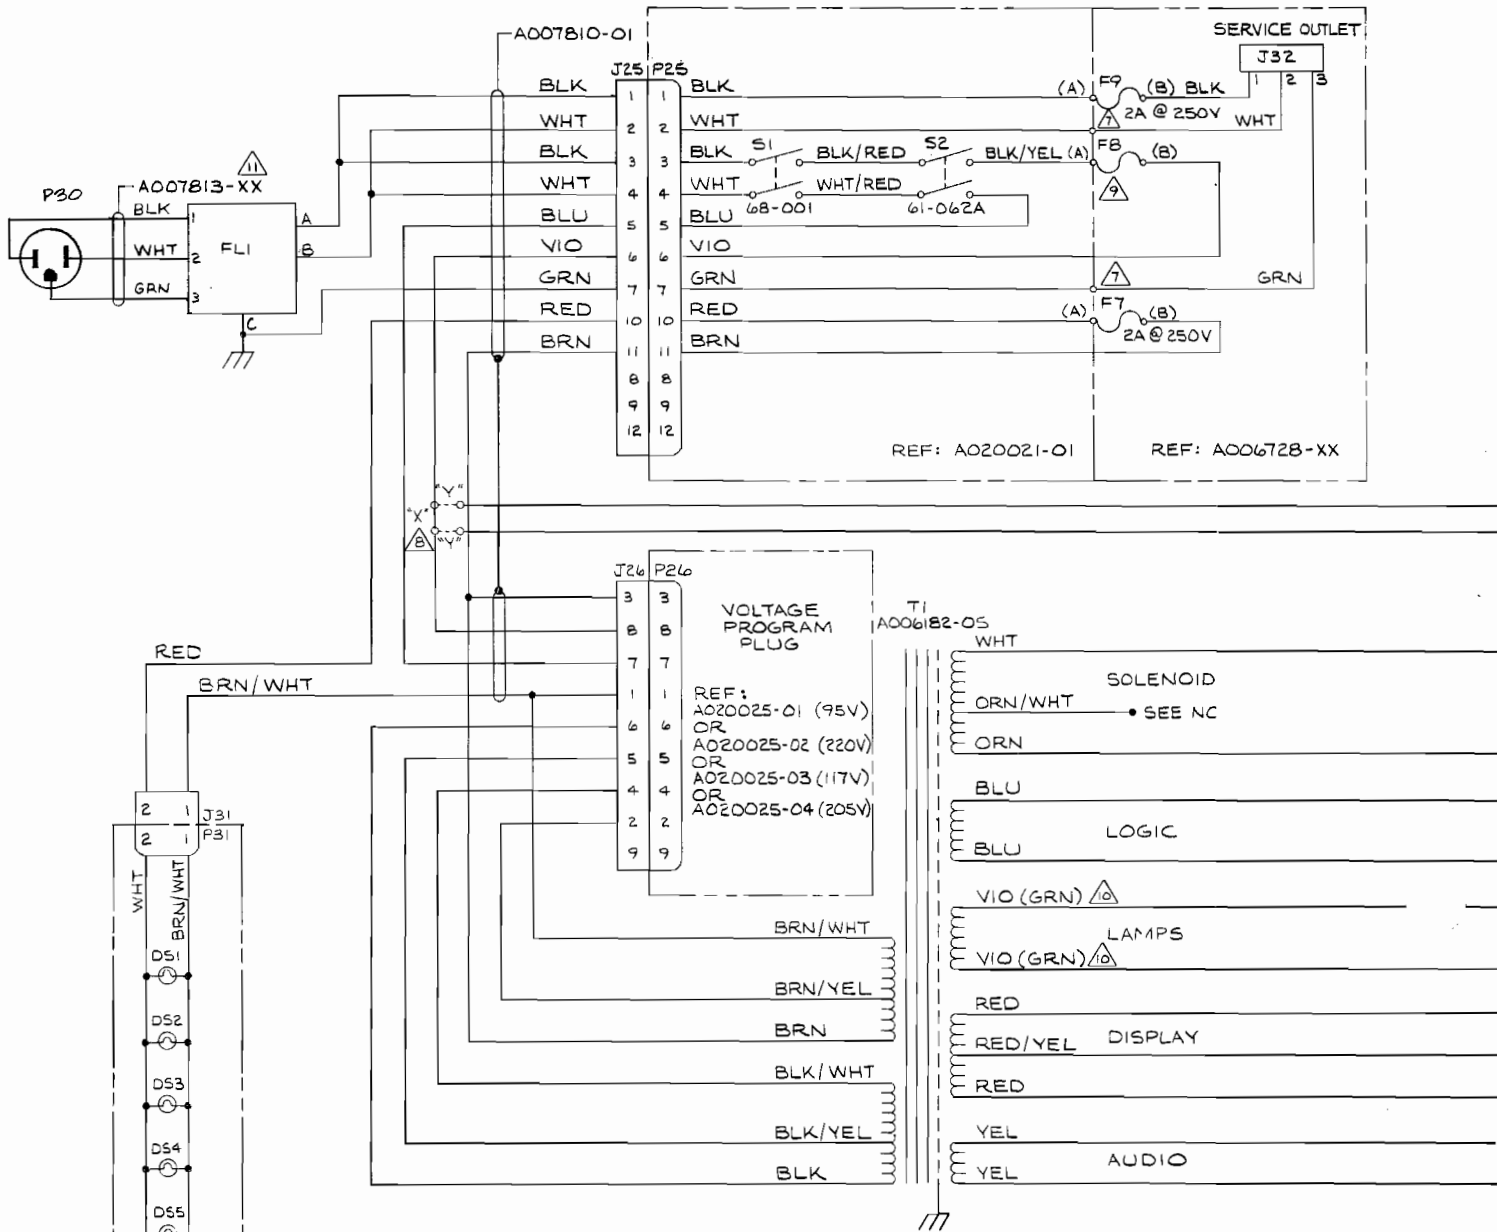 A007810-01
SERVICE OUTLET
J32
1 2 3
J25 P25
BLK 1 1 BLK (A) F9 (B) BLK
7 2A @ 250V
WHT 2 2 WHT WHT
BLK 3 3 BLK S1 BLK/RED S2 BLK/YEL (A) F8 (B)
9
WHT 4 4 WHT WHT/RED
68-001 61-062A
BLU 5 5 BLU
VIO 6 6 VIO
GRN 7 7 GRN 7 GRN
RED 10 10 RED (A) F7 (B)
2A @ 250V
BRN 11 11 BRN
8 8
9 9
12 12
REF: A020021-01
REF: A006728-XX
11
P30
A007813-XX
BLK 1 A
WHT 2 FL1 B
GRN 3
C
"Y"
"X"
8 "Y"
J26 P26
3 3
8 8
7 7
1 1
6 6
5 5
4 4
2 2
9 9
VOLTAGE
PROGRAM
PLUG
REF:
A020025-01 (95V)
OR
A020025-02 (220V)
OR
A020025-03 (117V)
OR
A020025-04 (205V)
T1
A006182-05
WHT
SOLENOID
ORN/WHT SEE NC
ORN
BLU
LOGIC
BLU
VIO (GRN) 10
LAMPS
VIO (GRN) 10
RED
RED/YEL DISPLAY
RED
YEL
AUDIO
YEL
RED
BRN/WHT
2 1 J31
2 1 P31
WHT
BRN/WHT
DS1
DS2
DS3
DS4
DS5
BRN/WHT
BRN/YEL
BRN
BLK/WHT
BLK/YEL
BLK